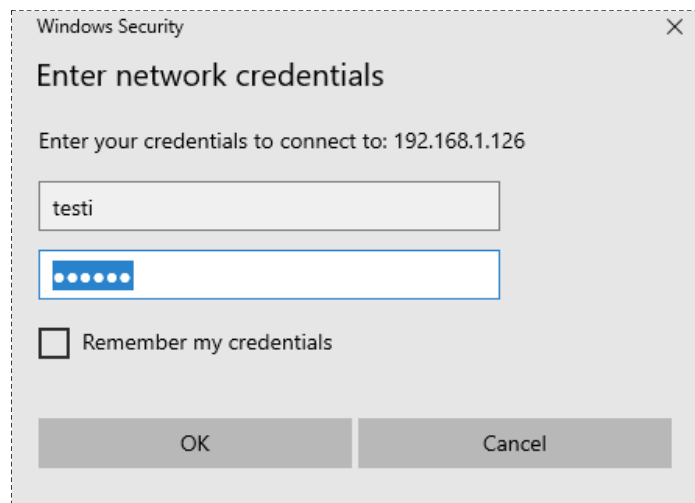 Windows Security
Enter network credentials
Enter your credentials to connect to: 192.168.1.126
testi
●●●●●●
Remember my credentials
OK Cancel